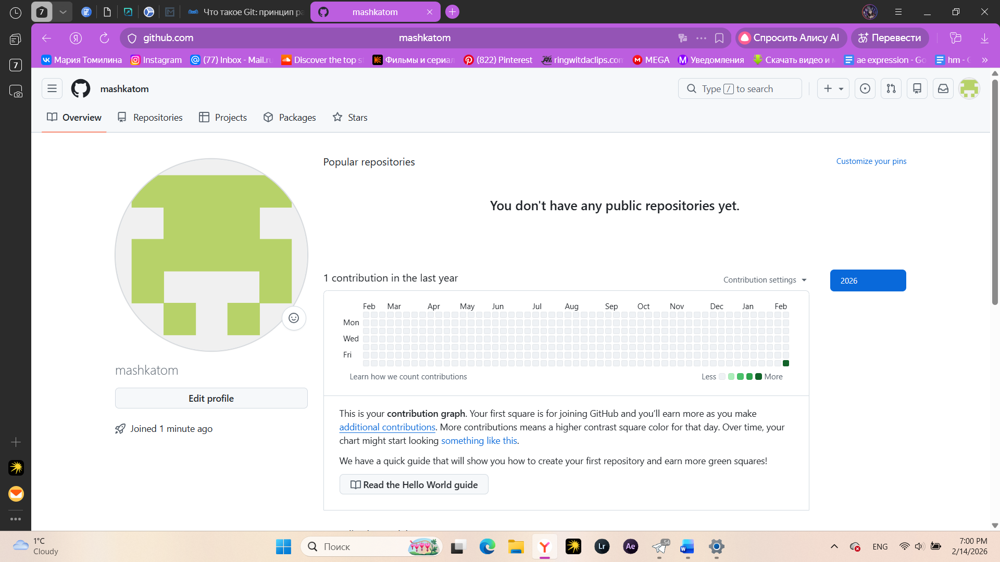 7
Что такое Git: принцип ра
mashkatom
7
github.com
mashkatom
Спросить Алису AI
Перевести
Мария Томилина
Instagram
(77) Inbox - Mail.ru
Discover the top s
Фильмы и сериал
(822) Pinterest
ringwitdaclips.com
MEGA
Уведомления
Скачать видео и м
ae expression - Go
hm - G
mashkatom
Type / to search
Overview
Repositories
Projects
Packages
Stars
Popular repositories
Customize your pins
You don't have any public repositories yet.
1 contribution in the last year
Contribution settings
2026
Feb Mar Apr May Jun Jul Aug Sep Oct Nov Dec Jan Feb
Mon
Wed
Fri
Learn how we count contributions
Less
More
mashkatom
Edit profile
Joined 1 minute ago
This is your contribution graph. Your first square is for joining GitHub and you’ll earn more as you make
additional contributions. More contributions means a higher contrast square color for that day. Over time, your
chart might start looking something like this.
We have a quick guide that will show you how to create your first repository and earn more green squares!
Read the Hello World guide
1°C
Cloudy
Поиск
Lr
Ae
54
ENG
7:00 PM
2/14/2026